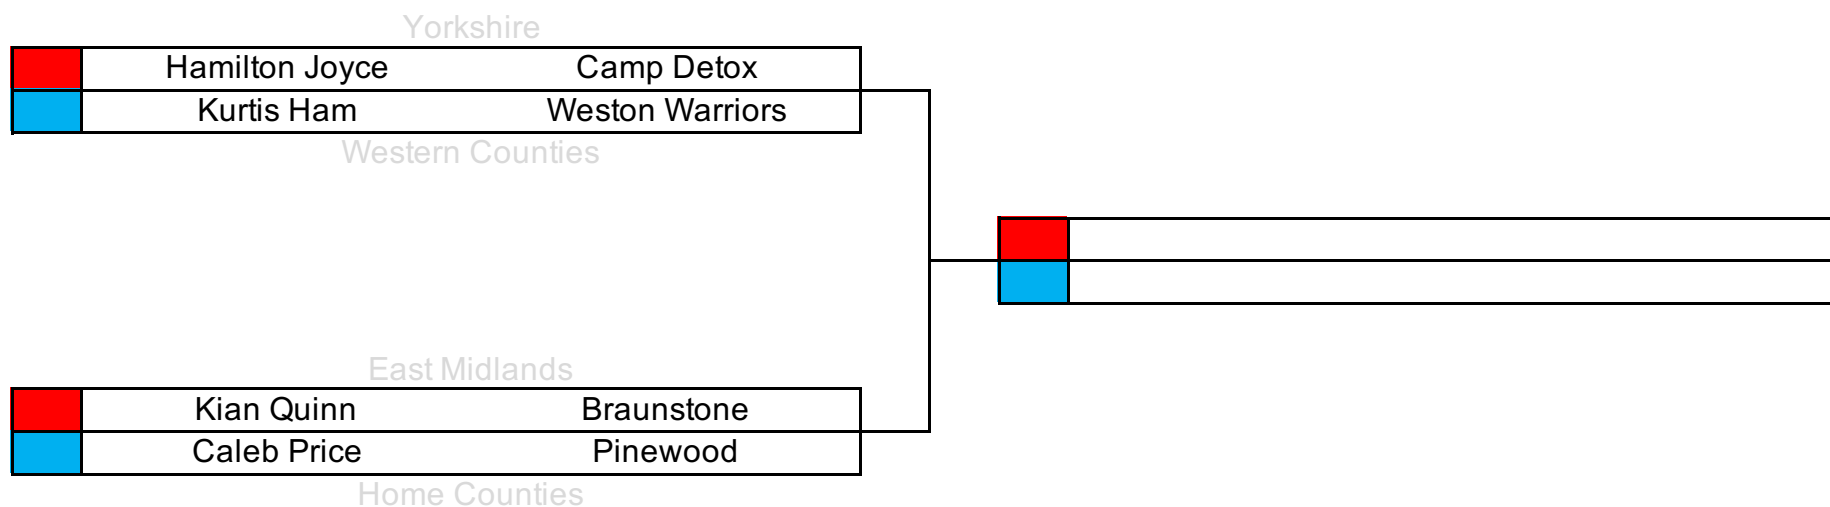 Yorkshire
Hamilton Joyce Camp Detox
Kurtis Ham Weston Warriors
Western Counties
East Midlands
Kian Quinn Braunstone
Caleb Price Pinewood
Home Counties